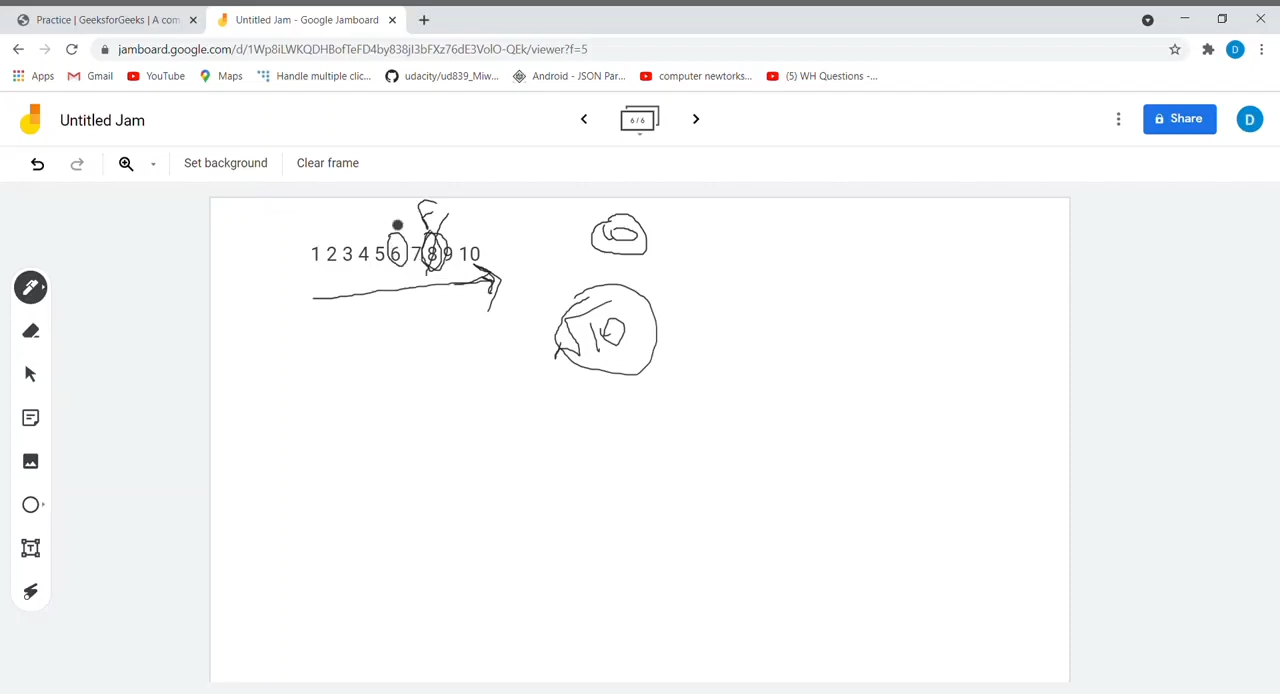 Practice | GeeksforGeeks | A com
Untitled Jam - Google Jamboard
jamboard.google.com/d/1Wp8iLWKQDHBofTeFD4by838jI3bFXz76dE3VolO-QEk/viewer?f=5
D
Apps
Gmail
YouTube
Maps
Handle multiple clic...
udacity/ud839_Miw...
Android - JSON Par...
computer newtorks...
(5) WH Questions -...
Untitled Jam
6 / 6
Share
D
Set background
Clear frame
1 2 3 4 5 6 7 8 9 10
10